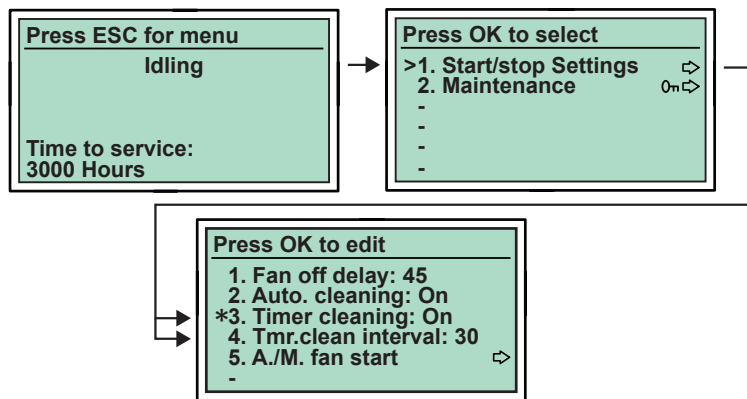 Press ESC for menu
Idling
Time to service:
3000 Hours
Press OK to select
>1. Start/stop Settings
2. Maintenance
-
-
-
-
Press OK to edit
1. Fan off delay: 45
2. Auto. cleaning: On
*3. Timer cleaning: On
4. Tmr.clean interval: 30
5. A./M. fan start
-